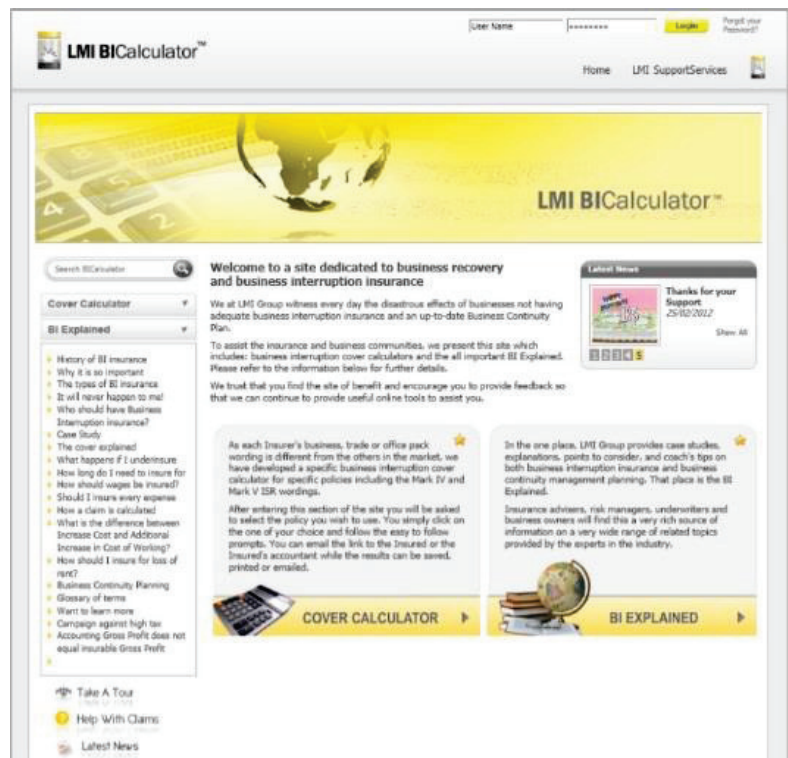 User Name
Login
Forgot your
Password?
LMI BICalculator™
Home LMI SupportServices
LMI BICalculator™
Search BICalculator
Cover Calculator
BI Explained
History of BI insurance
Why it is so important
The types of BI insurance
It will never happen to me!
Who should have Business
Interruption insurance?
Case Study
The cover explained
What happens if I underinsure
How long do I need to insure for
How should wages be insured?
Should I insure every expense
How a claim is calculated
What is the difference between
Increase Cost and Additional
Increase in Cost of Working?
How should I insure for loss of
rent?
Business Continuity Planning
Glossary of terms
Want to learn more
Campaign against high tax
Accounting Gross Profit does not
equal insurable Gross Profit
Take A Tour
Help With Claims
Latest News
Welcome to a site dedicated to business recovery
and business interruption insurance
We at LMI Group witness every day the disastrous effects of businesses not having
adequate business interruption insurance and an up-to-date Business Continuity
Plan.
To assist the insurance and business communities, we present this site which
includes: business interruption cover calculators and the all important BI Explained.
Please refer to the information below for further details.
We trust that you find the site of benefit and encourage you to provide feedback so
that we can continue to provide useful online tools to assist you.
Latest News
Thanks for your
Support
25/02/2012
Show All
1 2 3 4 5
As each Insurer's business, trade or office pack
wording is different from the others in the market, we
have developed a specific business interruption cover
calculator for specific policies including the Mark IV and
Mark V ISR wordings.
After entering this section of the site you will be asked
to select the policy you wish to use. You simply click on
the one of your choice and follow the easy to follow
prompts. You can email the link to the Insured or the
Insured's accountant while the results can be saved,
printed or emailed.
COVER CALCULATOR
In the one place, LMI Group provides case studies,
explanations, points to consider, and coach's tips on
both business interruption insurance and business
continuity management planning. That place is the BI
Explained.
Insurance advisers, risk managers, underwriters and
business owners will find this a very rich source of
information on a very wide range of related topics
provided by the experts in the industry.
BI EXPLAINED